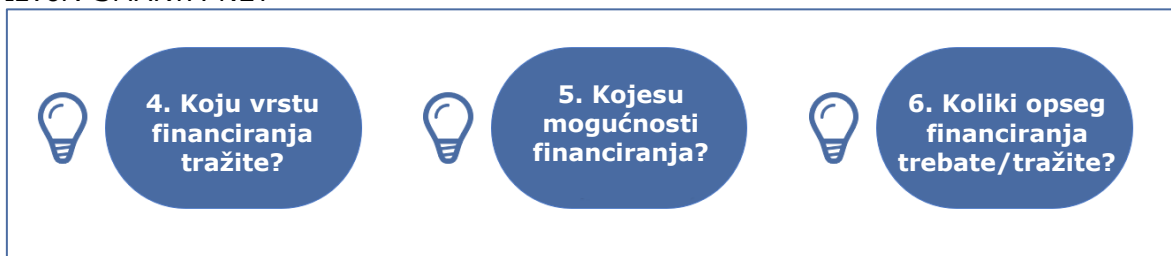 4. Koju vrstu
financiranja
tražite?
5. Kojesu
mogućnosti
financiranja?
6. Koliki opseg
financiranja
trebate/tražite?